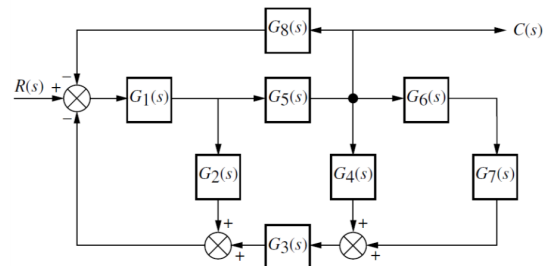 G8(s)
C(s)
−
R(s) +
G1(s)
G5(s)
G6(s)
−
G2(s)
G4(s)
G7(s)
+
+
G3(s)
+
+